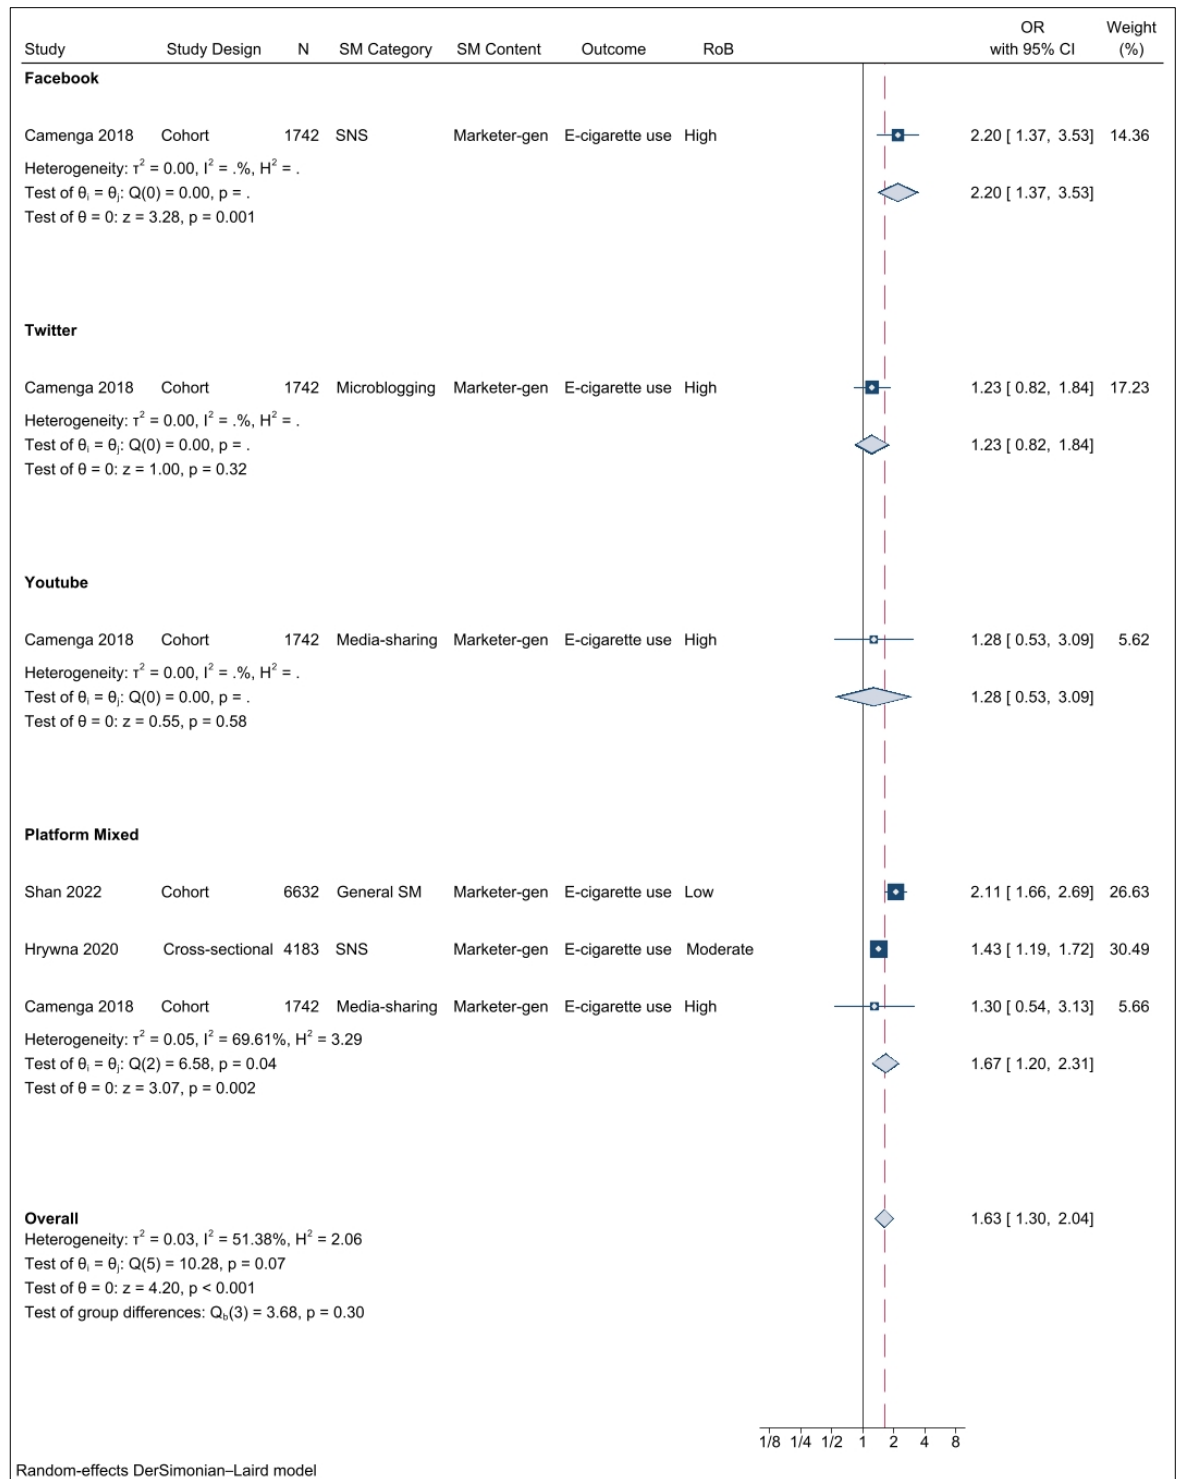 OR Weight
Study Study Design N SM Category SM Content Outcome RoB with 95% CI (%)
Facebook
Camenga 2018 Cohort 1742 SNS Marketer-gen E-cigarette use High 2.20 [ 1.37, 3.53] 14.36
Heterogeneity: τ² = 0.00, I² = .%, H² = .
Test of θᵢ = θⱼ: Q(0) = 0.00, p = . 2.20 [ 1.37, 3.53]
Test of θ = 0: z = 3.28, p = 0.001
Twitter
Camenga 2018 Cohort 1742 Microblogging Marketer-gen E-cigarette use High 1.23 [ 0.82, 1.84] 17.23
Heterogeneity: τ² = 0.00, I² = .%, H² = .
Test of θᵢ = θⱼ: Q(0) = 0.00, p = . 1.23 [ 0.82, 1.84]
Test of θ = 0: z = 1.00, p = 0.32
Youtube
Camenga 2018 Cohort 1742 Media-sharing Marketer-gen E-cigarette use High 1.28 [ 0.53, 3.09] 5.62
Heterogeneity: τ² = 0.00, I² = .%, H² = .
Test of θᵢ = θⱼ: Q(0) = 0.00, p = . 1.28 [ 0.53, 3.09]
Test of θ = 0: z = 0.55, p = 0.58
Platform Mixed
Shan 2022 Cohort 6632 General SM Marketer-gen E-cigarette use Low 2.11 [ 1.66, 2.69] 26.63
Hrywna 2020 Cross-sectional 4183 SNS Marketer-gen E-cigarette use Moderate 1.43 [ 1.19, 1.72] 30.49
Camenga 2018 Cohort 1742 Media-sharing Marketer-gen E-cigarette use High 1.30 [ 0.54, 3.13] 5.66
Heterogeneity: τ² = 0.05, I² = 69.61%, H² = 3.29
Test of θᵢ = θⱼ: Q(2) = 6.58, p = 0.04 1.67 [ 1.20, 2.31]
Test of θ = 0: z = 3.07, p = 0.002
Overall 1.63 [ 1.30, 2.04]
Heterogeneity: τ² = 0.03, I² = 51.38%, H² = 2.06
Test of θᵢ = θⱼ: Q(5) = 10.28, p = 0.07
Test of θ = 0: z = 4.20, p < 0.001
Test of group differences: Q_b(3) = 3.68, p = 0.30
1/8 1/4 1/2 1 2 4 8
Random-effects DerSimonian–Laird model